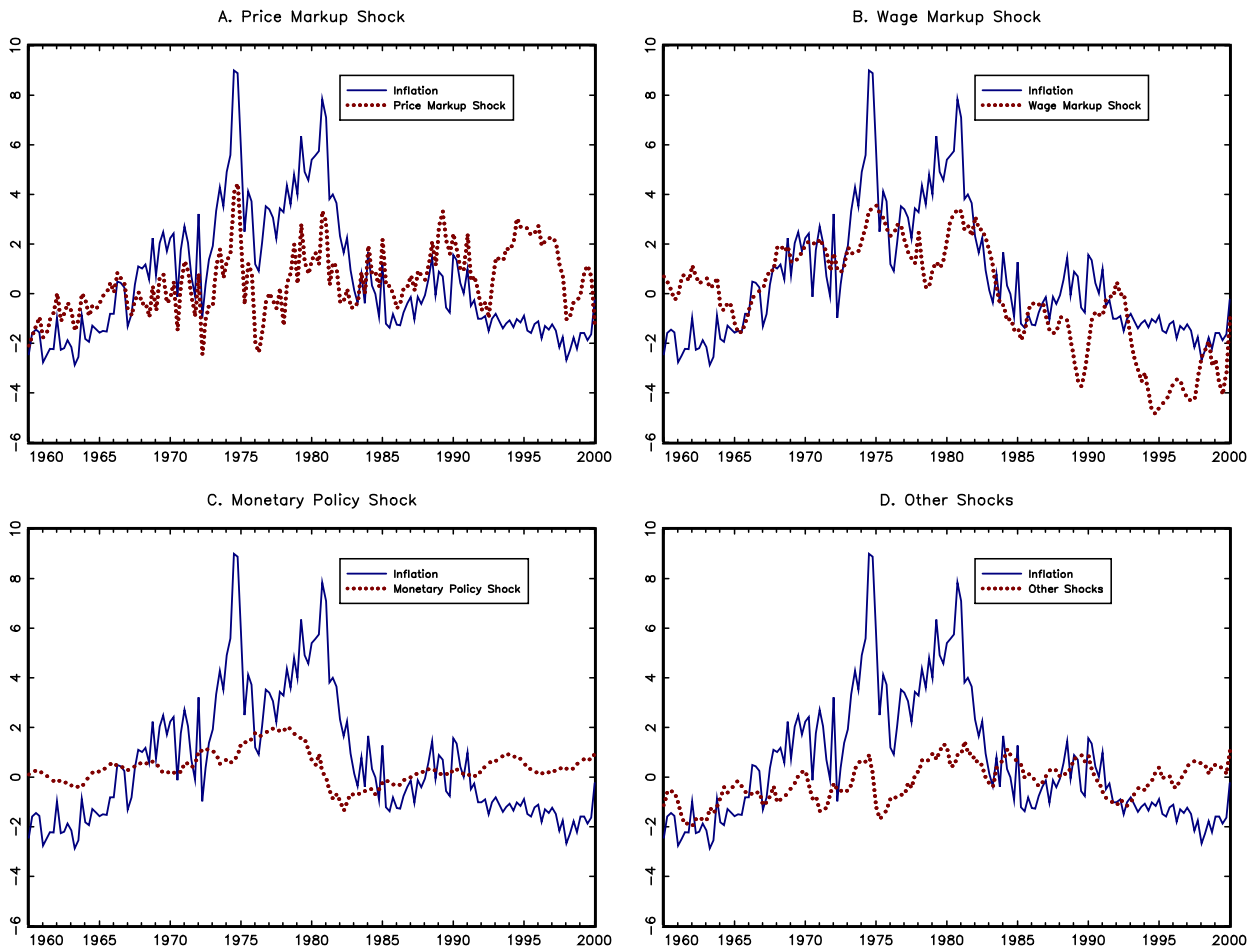 A. Price Markup Shock
B. Wage Markup Shock
10
8
6
4
2
0
−2
−4
−6
Inflation
Price Markup Shock
1960 1965 1970 1975 1980 1985 1990 1995 2000
10
8
6
4
2
0
−2
−4
−6
Inflation
Wage Markup Shock
1960 1965 1970 1975 1980 1985 1990 1995 2000
C. Monetary Policy Shock
D. Other Shocks
10
8
6
4
2
0
−2
−4
−6
Inflation
Monetary Policy Shock
1960 1965 1970 1975 1980 1985 1990 1995 2000
10
8
6
4
2
0
−2
−4
−6
Inflation
Other Shocks
1960 1965 1970 1975 1980 1985 1990 1995 2000